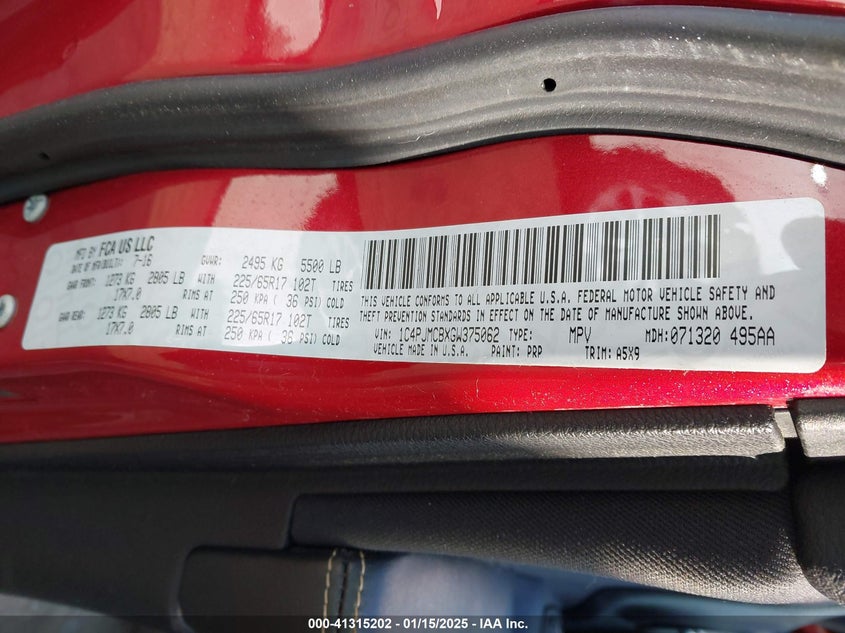 MFD BY FCA US LLC
DATE OF MFR(BUILT): 7-16
GVWR: 2495 KG 5500 LB
GAWR FRONT: 1273 KG 2805 LB WITH 225/65R17 102T TIRES
17X7.0 RIMS AT 250 KPA ( 36 PSI) COLD
GAWR REAR: 1273 KG 2805 LB WITH 225/65R17 102T TIRES
17X7.0 RIMS AT 250 KPA ( 36 PSI) COLD
THIS VEHICLE CONFORMS TO ALL APPLICABLE U.S.A. FEDERAL MOTOR VEHICLE SAFETY AND
THEFT PREVENTION STANDARDS IN EFFECT ON THE DATE OF MANUFACTURE SHOWN ABOVE.
VIN: 1C4PJMCBXGW375062 TYPE: MPV MDH: 071320 495AA
VEHICLE MADE IN U.S.A. PAINT: PRP TRIM: A5X9
000-41315202 - 01/15/2025 - IAA Inc.